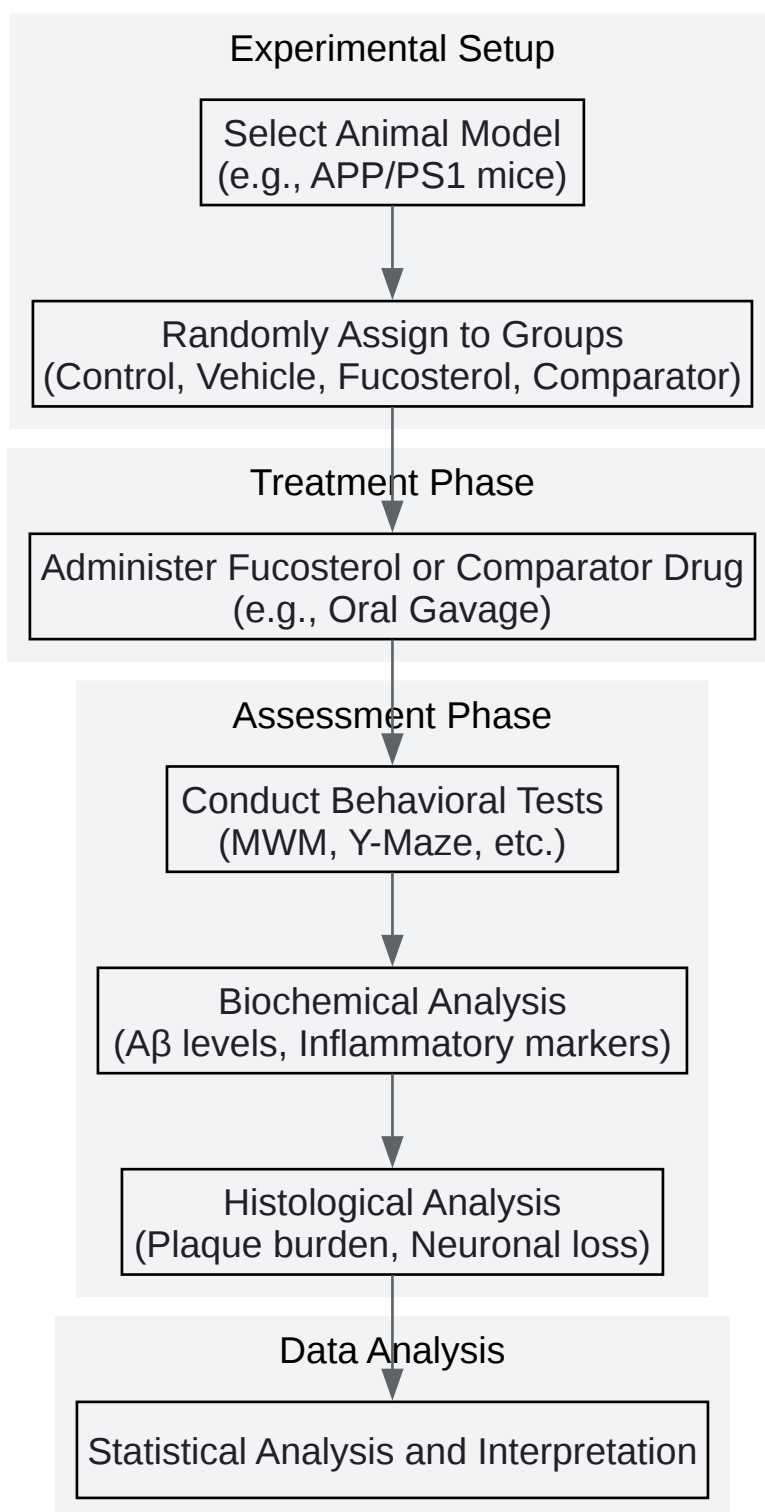 Experimental Setup
Select Animal Model
(e.g., APP/PS1 mice)
Randomly Assign to Groups
(Control, Vehicle, Fucosterol, Comparator)
Treatment Phase
Administer Fucosterol or Comparator Drug
(e.g., Oral Gavage)
Assessment Phase
Conduct Behavioral Tests
(MWM, Y-Maze, etc.)
Biochemical Analysis
(Aβ levels, Inflammatory markers)
Histological Analysis
(Plaque burden, Neuronal loss)
Data Analysis
Statistical Analysis and Interpretation